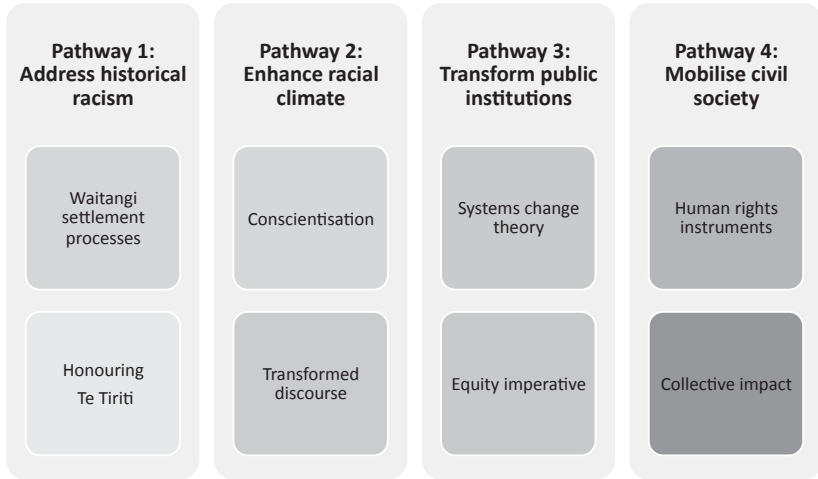 Pathway 1:
Address historical
racism
Waitangi
settlement
processes
Honouring
Te Tiriti
Pathway 2:
Enhance racial
climate
Conscientisation
Transformed
discourse
Pathway 3:
Transform public
institutions
Systems change
theory
Equity imperative
Pathway 4:
Mobilise civil
society
Human rights
instruments
Collective impact